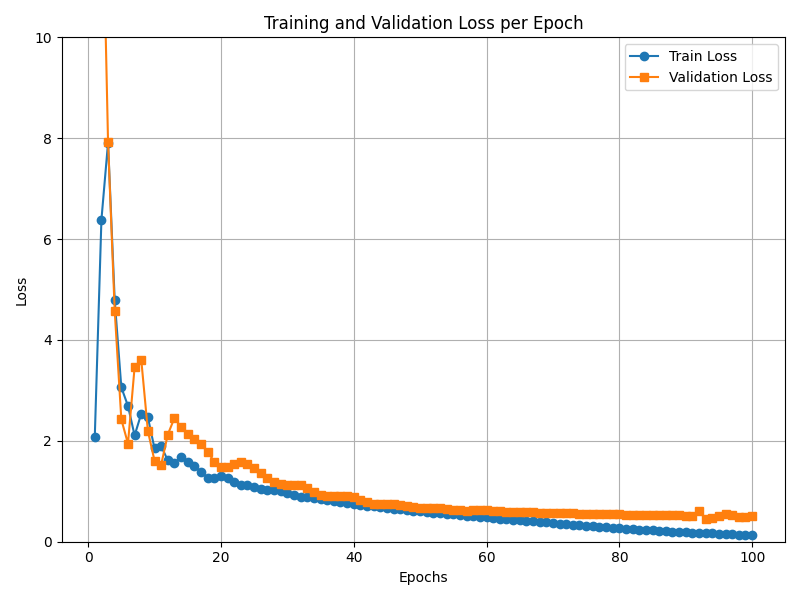 Training and Validation Loss per Epoch
Train Loss
Validation Loss
Loss
10
8
6
4
2
0
0 20 40 60 80 100
Epochs